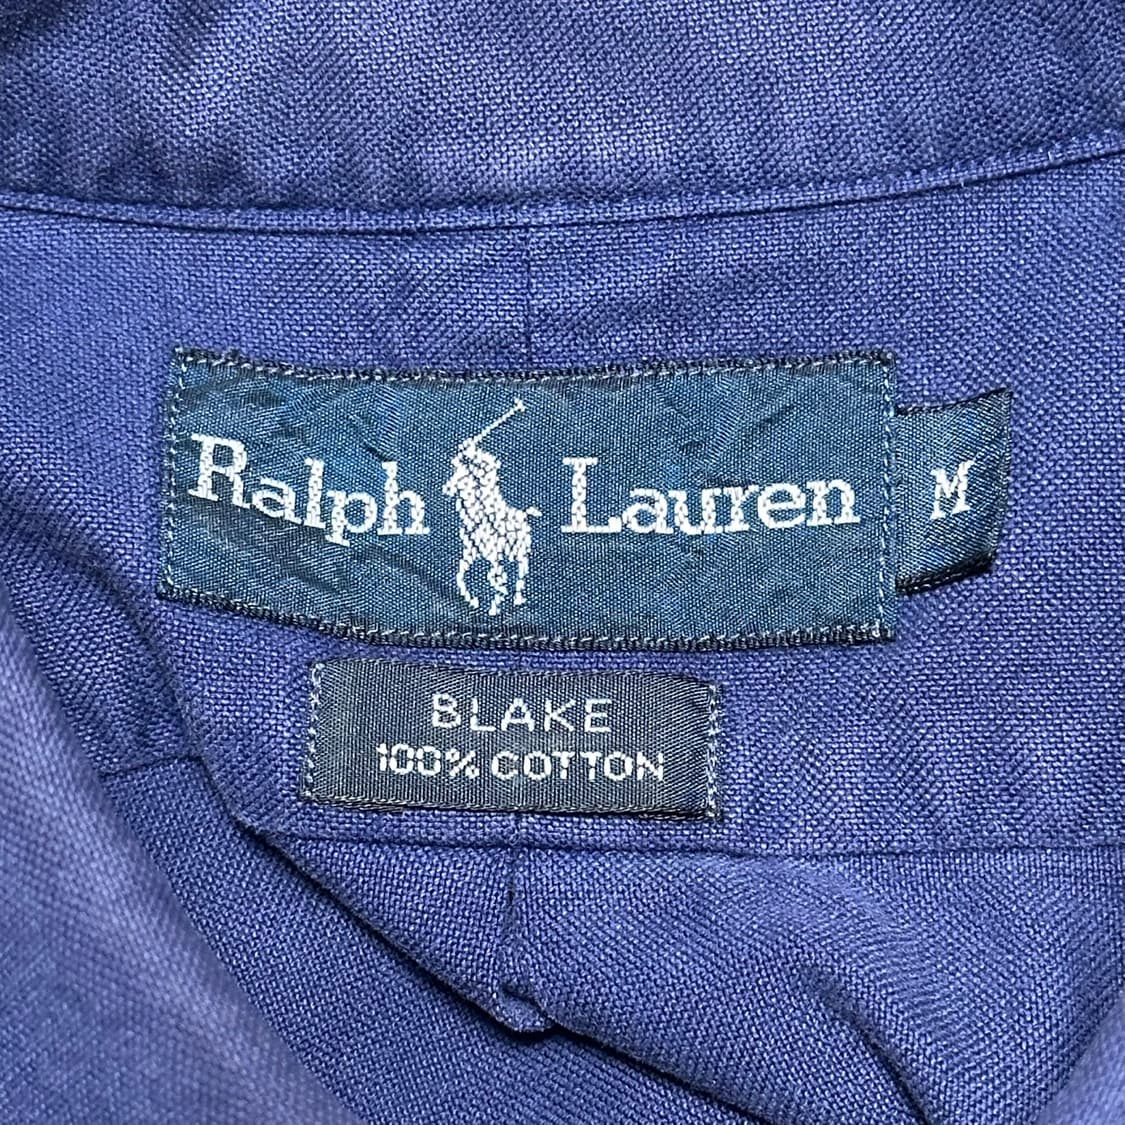 Ralph Lauren M
BLAKE
100% COTTON